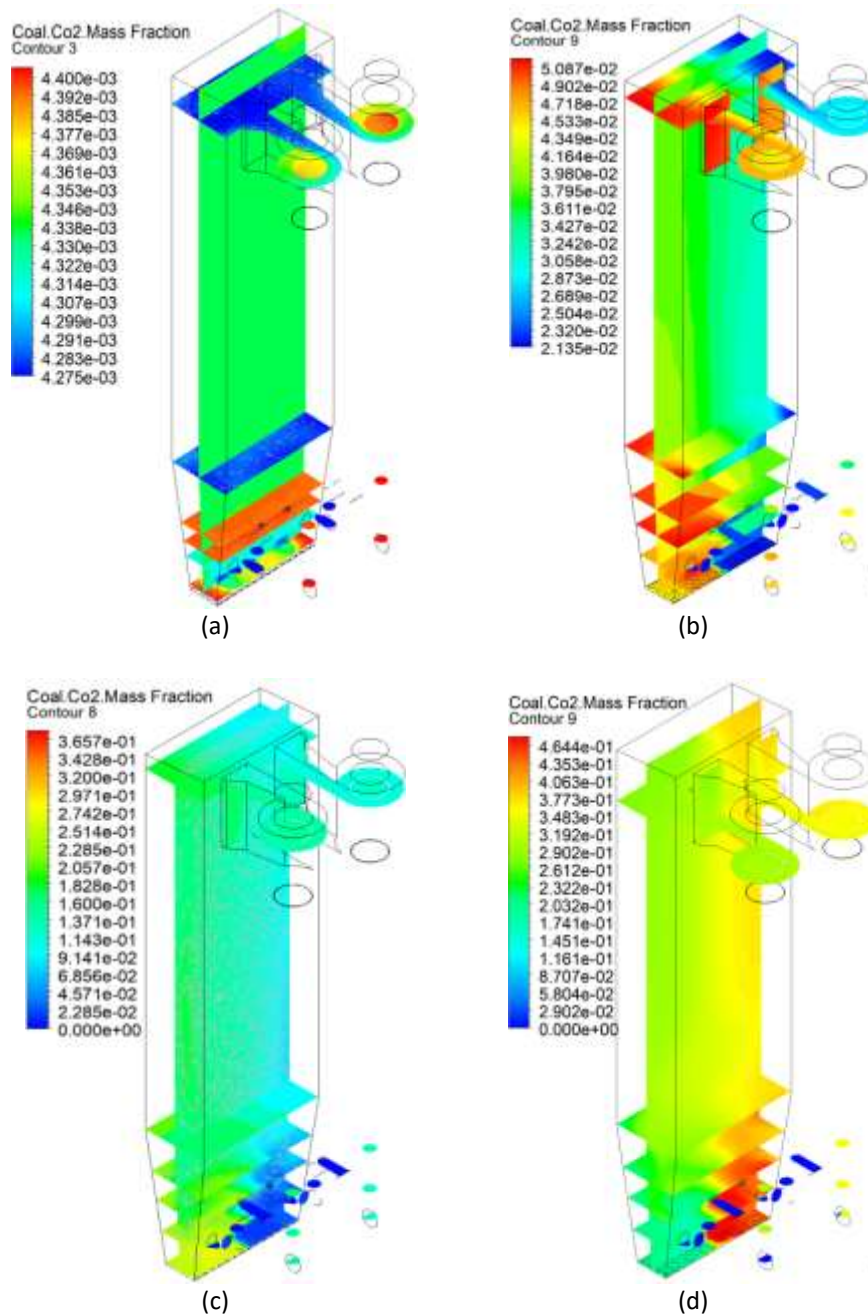 Coal.Co2.Mass Fraction
Contour 3
4.400e-03
4.392e-03
4.385e-03
4.377e-03
4.369e-03
4.361e-03
4.353e-03
4.346e-03
4.338e-03
4.330e-03
4.322e-03
4.314e-03
4.307e-03
4.299e-03
4.291e-03
4.283e-03
4.275e-03
(a)
Coal.Co2.Mass Fraction
Contour 9
5.087e-02
4.902e-02
4.718e-02
4.533e-02
4.349e-02
4.164e-02
3.980e-02
3.795e-02
3.611e-02
3.427e-02
3.242e-02
3.058e-02
2.873e-02
2.689e-02
2.504e-02
2.320e-02
2.135e-02
(b)
Coal.Co2.Mass Fraction
Contour 8
3.657e-01
3.428e-01
3.200e-01
2.971e-01
2.742e-01
2.514e-01
2.285e-01
2.057e-01
1.828e-01
1.600e-01
1.371e-01
1.143e-01
9.141e-02
6.856e-02
4.571e-02
2.285e-02
0.000e+00
(c)
Coal.Co2.Mass Fraction
Contour 9
4.644e-01
4.353e-01
4.063e-01
3.773e-01
3.483e-01
3.192e-01
2.902e-01
2.612e-01
2.322e-01
2.032e-01
1.741e-01
1.451e-01
1.161e-01
8.707e-02
5.804e-02
2.902e-02
0.000e+00
(d)